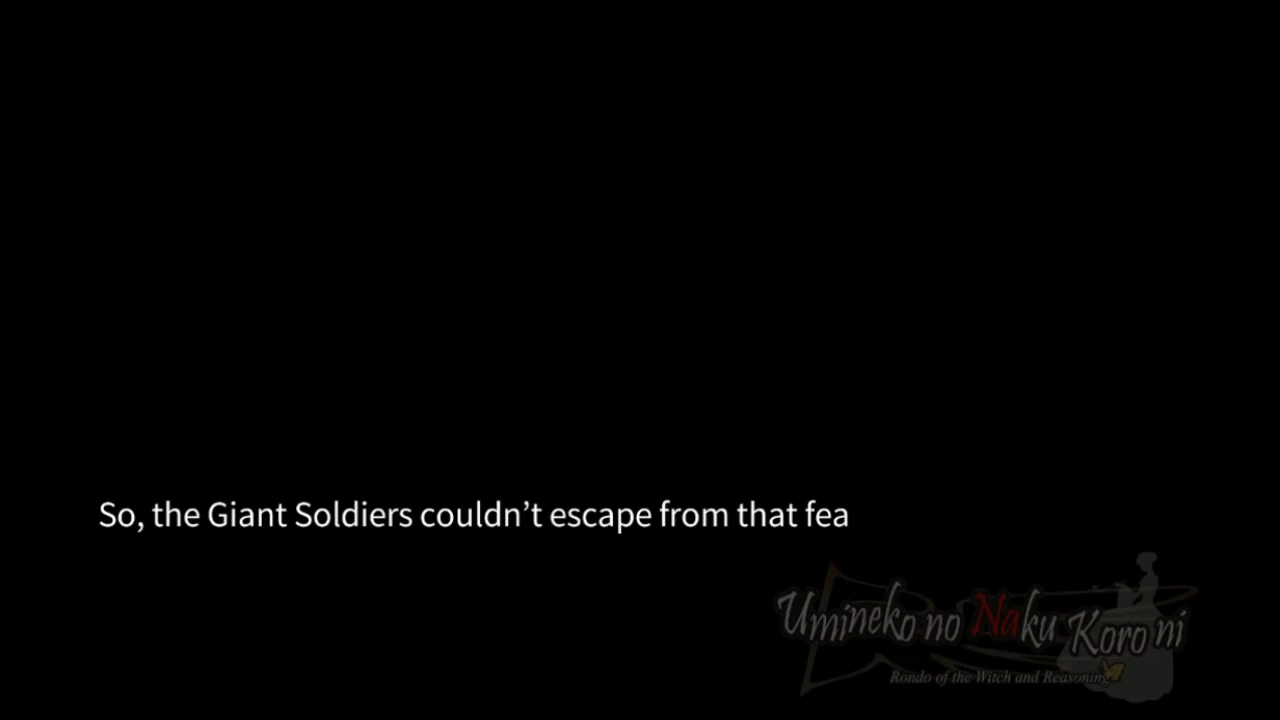 So, the Giant Soldiers couldn’t escape from that fea
Umineko no Naku Koro ni
Rondo of the Witch and Reasoning